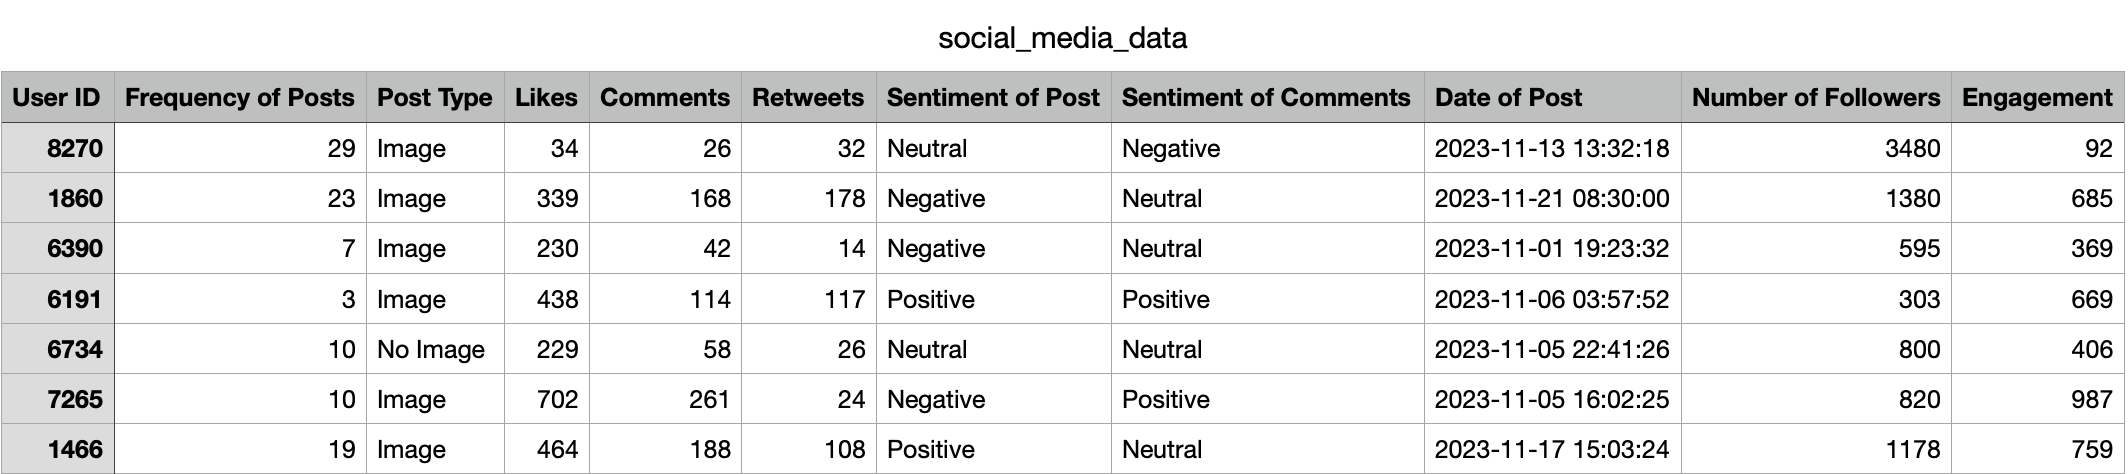 social_media_data
User ID Frequency of Posts Post Type Likes Comments Retweets Sentiment of Post Sentiment of Comments Date of Post Number of Followers Engagement
8270 29 Image 34 26 32 Neutral Negative 2023-11-13 13:32:18 3480 92
1860 23 Image 339 168 178 Negative Neutral 2023-11-21 08:30:00 1380 685
6390 7 Image 230 42 14 Negative Neutral 2023-11-01 19:23:32 595 369
6191 3 Image 438 114 117 Positive Positive 2023-11-06 03:57:52 303 669
6734 10 No Image 229 58 26 Neutral Neutral 2023-11-05 22:41:26 800 406
7265 10 Image 702 261 24 Negative Positive 2023-11-05 16:02:25 820 987
1466 19 Image 464 188 108 Positive Neutral 2023-11-17 15:03:24 1178 759